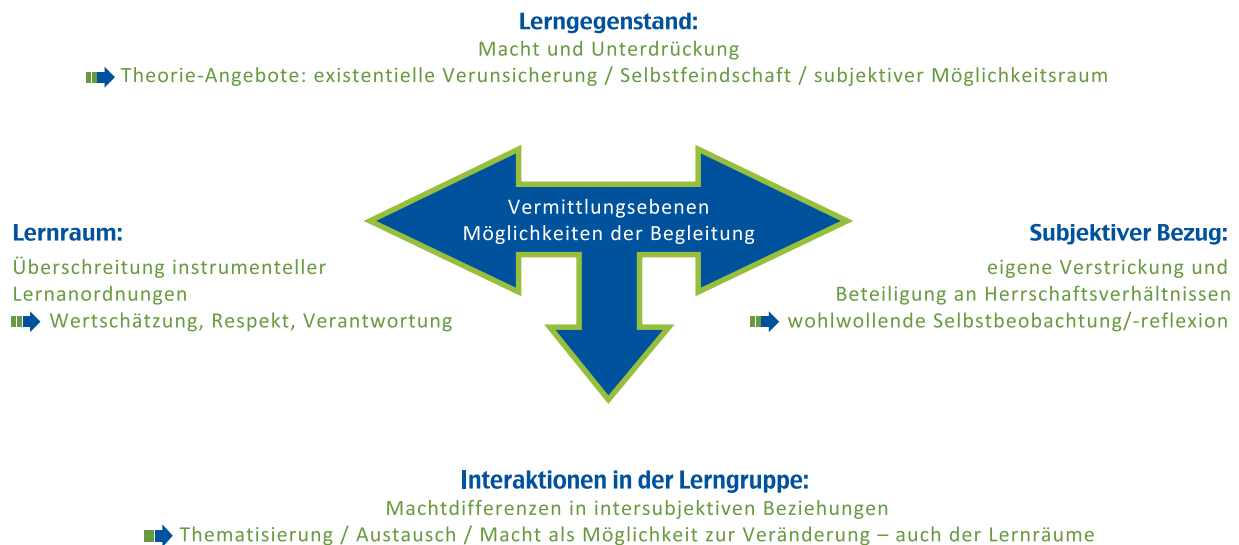 Lerngegenstand:
Macht und Unterdrückung
Theorie-Angebote: existentielle Verunsicherung / Selbstfeindschaft / subjektiver Möglichkeitsraum
Vermittlungsebenen
Möglichkeiten der Begleitung
Lernraum:
Überschreitung instrumenteller
Lernanordnungen
Wertschätzung, Respekt, Verantwortung
Subjektiver Bezug:
eigene Verstrickung und
Beteiligung an Herrschaftsverhältnissen
wohlwollende Selbstbeobachtung/-reflexion
Interaktionen in der Lerngruppe:
Machtdifferenzen in intersubjektiven Beziehungen
Thematisierung / Austausch / Macht als Möglichkeit zur Veränderung – auch der Lernräume